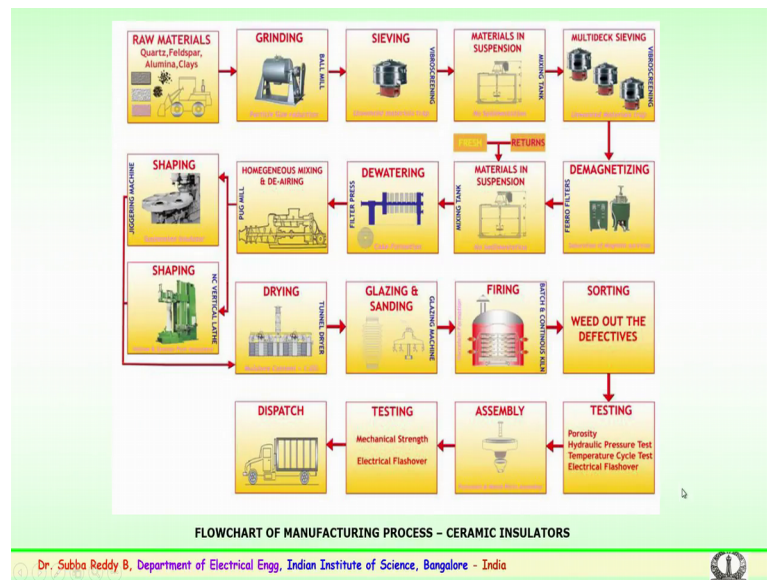 RAW MATERIALS
Quartz,Feldspar,
Alumina,Clays
GRINDING
BALL MILL
SIEVING
VIBROSCREENING
MATERIALS IN
SUSPENSION
MIXING TANK
MULTIDECK SIEVING
VIBROSCREENING
FRESH
RETURNS
DEMAGNETIZING
FERRO FILTERS
MATERIALS IN
SUSPENSION
MIXING TANK
DEWATERING
FILTER PRESS
HOMEGENEOUS MIXING
& DE-AIRING
PUG MILL
SHAPING
JIGGERING MACHINE
SHAPING
NC VERTICAL LATHE
DRYING
TUNNEL DRYER
GLAZING &
SANDING
GLAZING MACHINE
FIRING
BATCH & CONTINOUS KILN
SORTING
WEED OUT THE
DEFECTIVES
TESTING
Porosity
Hydraulic Pressure Test
Temperature Cycle Test
Electrical Flashover
ASSEMBLY
TESTING
Mechanical Strength
Electrical Flashover
DISPATCH
FLOWCHART OF MANUFACTURING PROCESS – CERAMIC INSULATORS
Dr. Subba Reddy B, Department of Electrical Engg, Indian Institute of Science, Bangalore - India